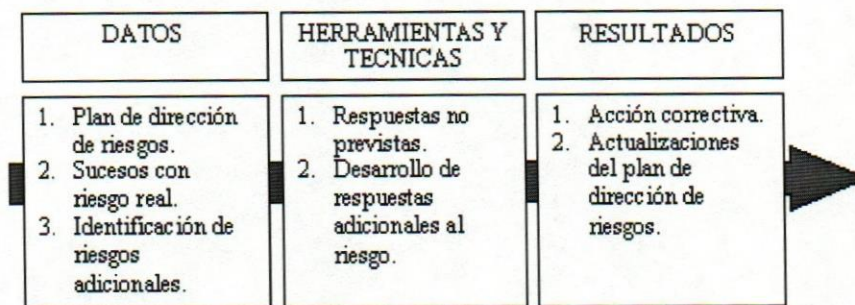 DATOS
HERRAMIENTAS Y
TECNICAS
RESULTADOS
1. Plan de dirección
de riesgos.
2. Sucesos con
riesgo real.
3. Identificación de
riesgos
adicionales.
1. Respuestas no
previstas.
2. Desarrollo de
respuestas
adicionales al
riesgo.
1. Acción correctiva.
2. Actualizaciones
del plan de
dirección de
riesgos.